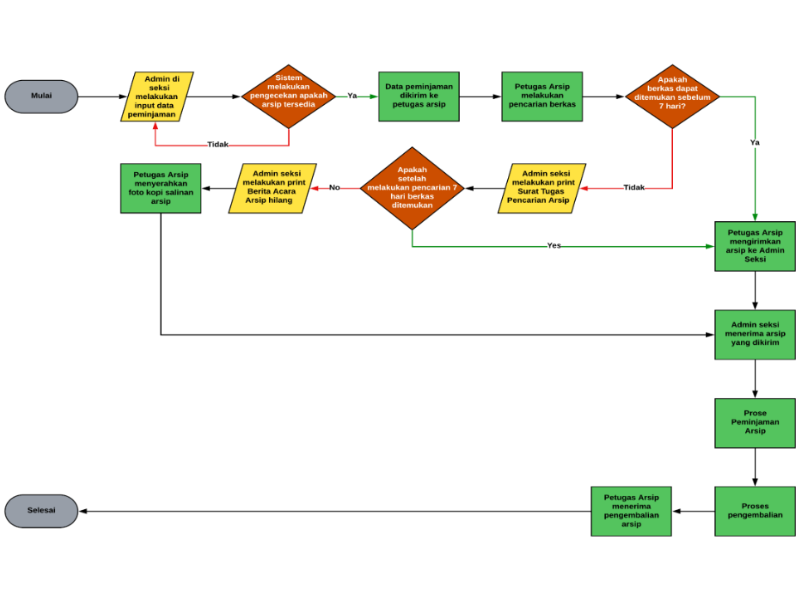 Mulai
Admin di
seksi
melakukan
input data
peminjaman
Sistem
melakukan
pengecekan apakah
arsip tersedia
Ya
Data peminjaman
dikirim ke
petugas arsip
Petugas Arsip
melakukan
pencarian berkas
Apakah
berkas dapat
ditemukan sebelum
7 hari?
Tidak
Ya
Petugas Arsip
menyerahkan
foto kopi salinan
arsip
Admin seksi
melakukan print
Berita Acara
Arsip hilang
No
Apakah
setelah
melakukan pencarian 7
hari berkas
ditemukan
Admin seksi
melakukan print
Surat Tugas
Pencarian Arsip
Tidak
Yes
Petugas Arsip
mengirimkan
arsip ke Admin
Seksi
Admin seksi
menerima arsip
yang dikirim
Prose
Peminjaman
Arsip
Selesai
Petugas Arsip
menerima
pengembalian
arsip
Proses
pengembalian